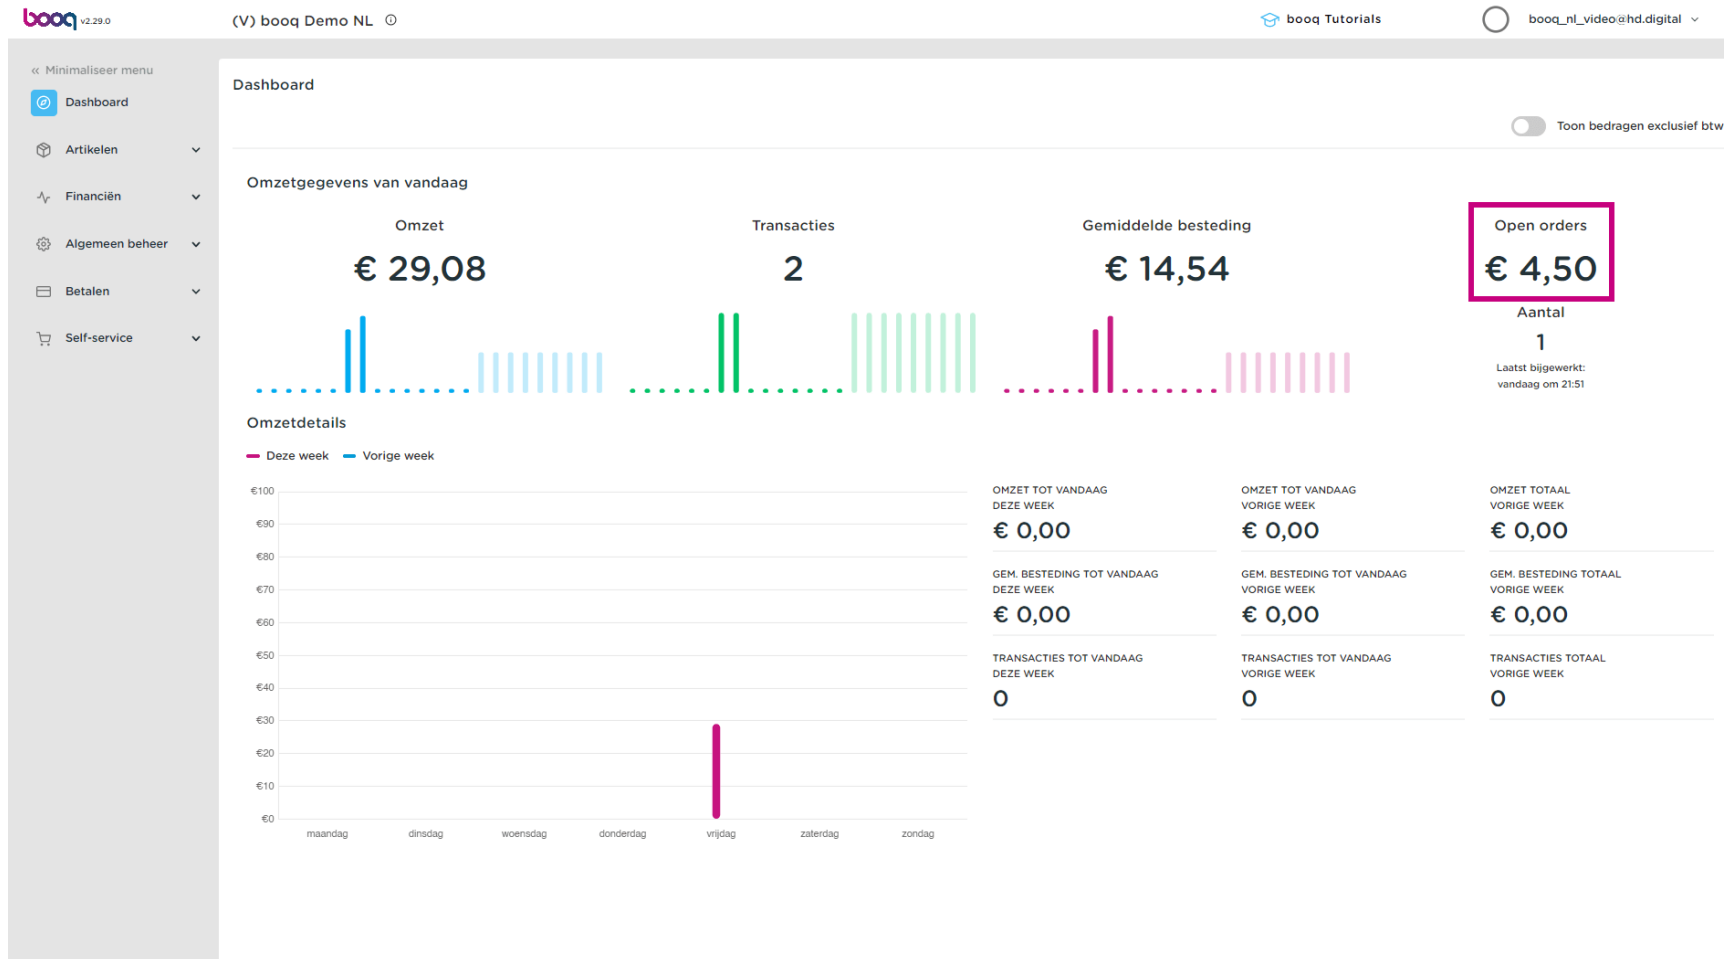 booq v2.29.0
(V) booq Demo NL
booq Tutorials
booq_nl_video@hd.digital
« Minimaliseer menu
Dashboard
Artikelen
Financiën
Algemeen beheer
Betalen
Self-service
Dashboard
Toon bedragen exclusief btw
Omzetgegevens van vandaag
Omzet
€ 29,08
Transacties
2
Gemiddelde besteding
€ 14,54
Open orders
€ 4,50
Aantal
1
Laatst bijgewerkt:
vandaag om 21:51
Omzetdetails
Deze week
Vorige week
€100
€90
€80
€70
€60
€50
€40
€30
€20
€10
€0
maandag
dinsdag
woensdag
donderdag
vrijdag
zaterdag
zondag
OMZET TOT VANDAAG
DEZE WEEK
€ 0,00
OMZET TOT VANDAAG
VORIGE WEEK
€ 0,00
OMZET TOTAAL
VORIGE WEEK
€ 0,00
GEM. BESTEDING TOT VANDAAG
DEZE WEEK
€ 0,00
GEM. BESTEDING TOT VANDAAG
VORIGE WEEK
€ 0,00
GEM. BESTEDING TOTAAL
VORIGE WEEK
€ 0,00
TRANSACTIES TOT VANDAAG
DEZE WEEK
0
TRANSACTIES TOT VANDAAG
VORIGE WEEK
0
TRANSACTIES TOTAAL
VORIGE WEEK
0